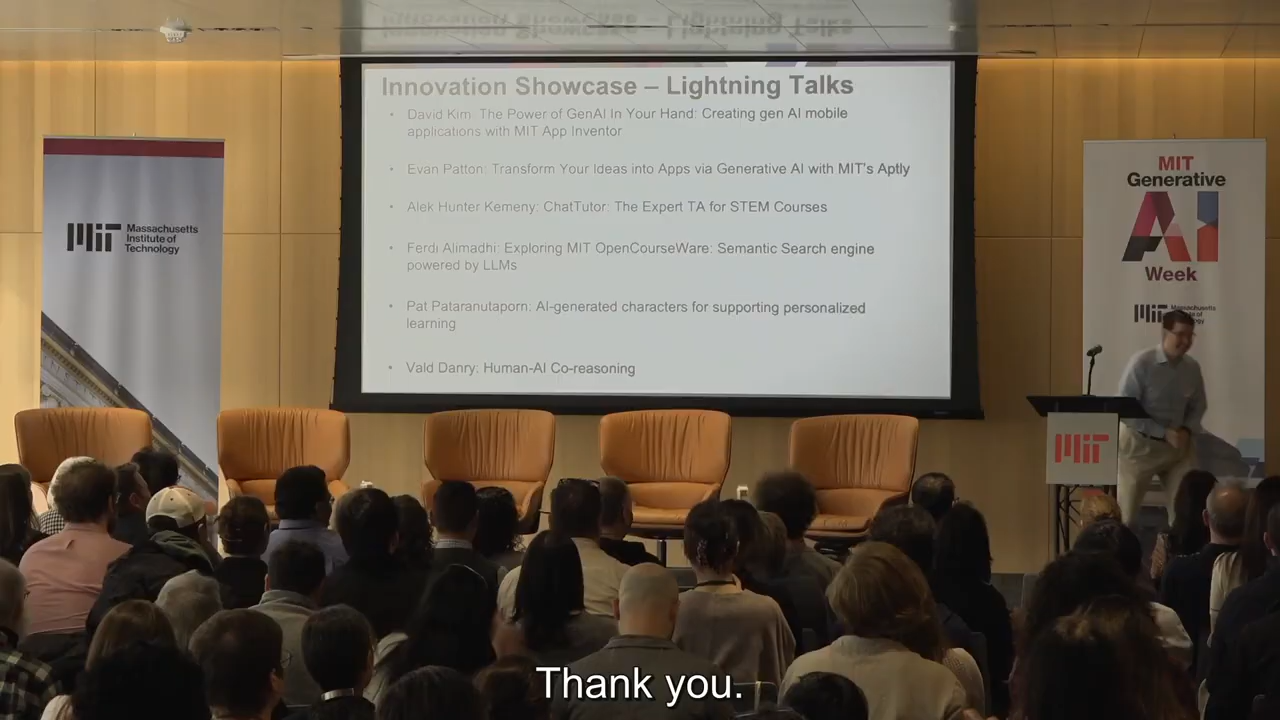 Innovation Showcase – Lightning Talks
• David Kim: The Power of GenAI In Your Hand: Creating gen AI mobile
applications with MIT App Inventor
• Evan Patton: Transform Your Ideas into Apps via Generative AI with MIT's Aptly
• Alek Hunter Kemeny: ChatTutor: The Expert TA for STEM Courses
• Ferdi Alimadhi: Exploring MIT OpenCourseWare: Semantic Search engine
powered by LLMs
• Pat Pataranutaporn: AI-generated characters for supporting personalized
learning
• Vald Danry: Human-AI Co-reasoning
MIT
Massachusetts
Institute of
Technology
MIT
Generative
AI
Week
MIT
Massachusetts
MIT
Thank you.